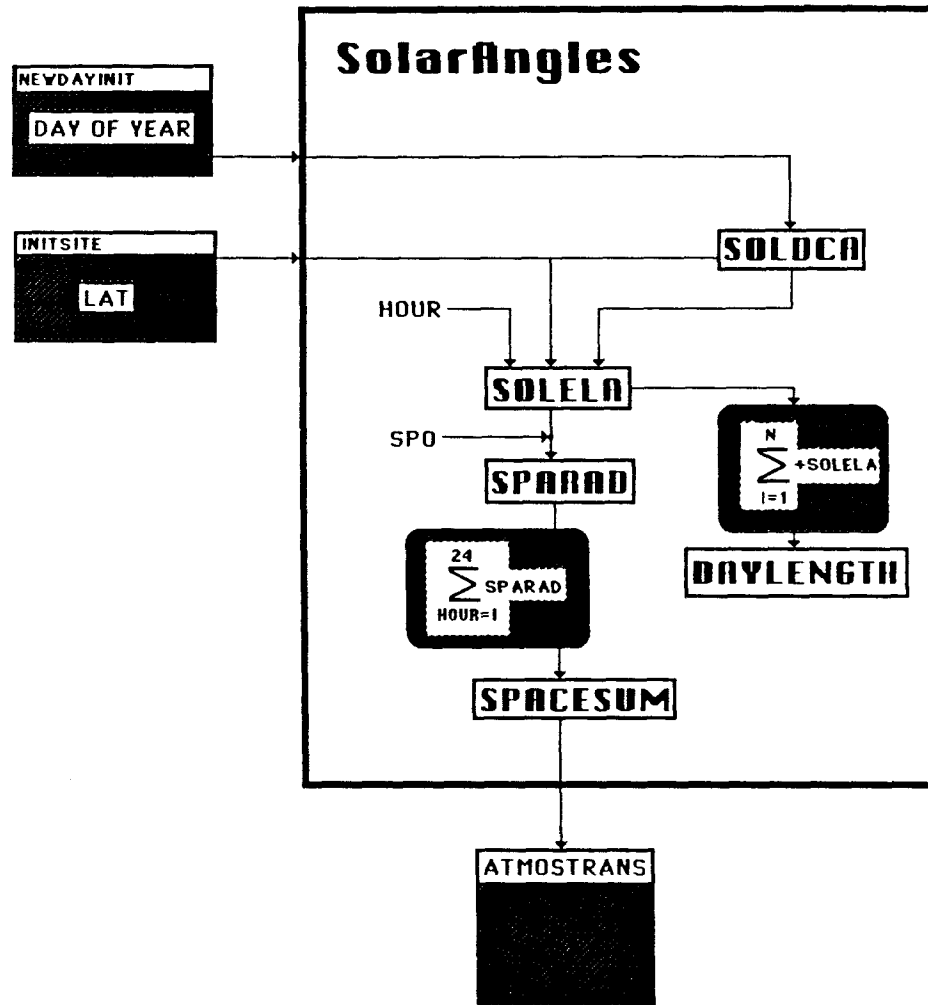 SolarAngles
NEWDAYINIT
DAY OF YEAR
INITSITE
LAT
SOLDCA
HOUR
SOLELA
SPO
SPARAD
N
∑ +SOLELA
I=1
DAYLENGTH
24
∑ SPARAD
HOUR=1
SPACESUM
ATMOSTRANS